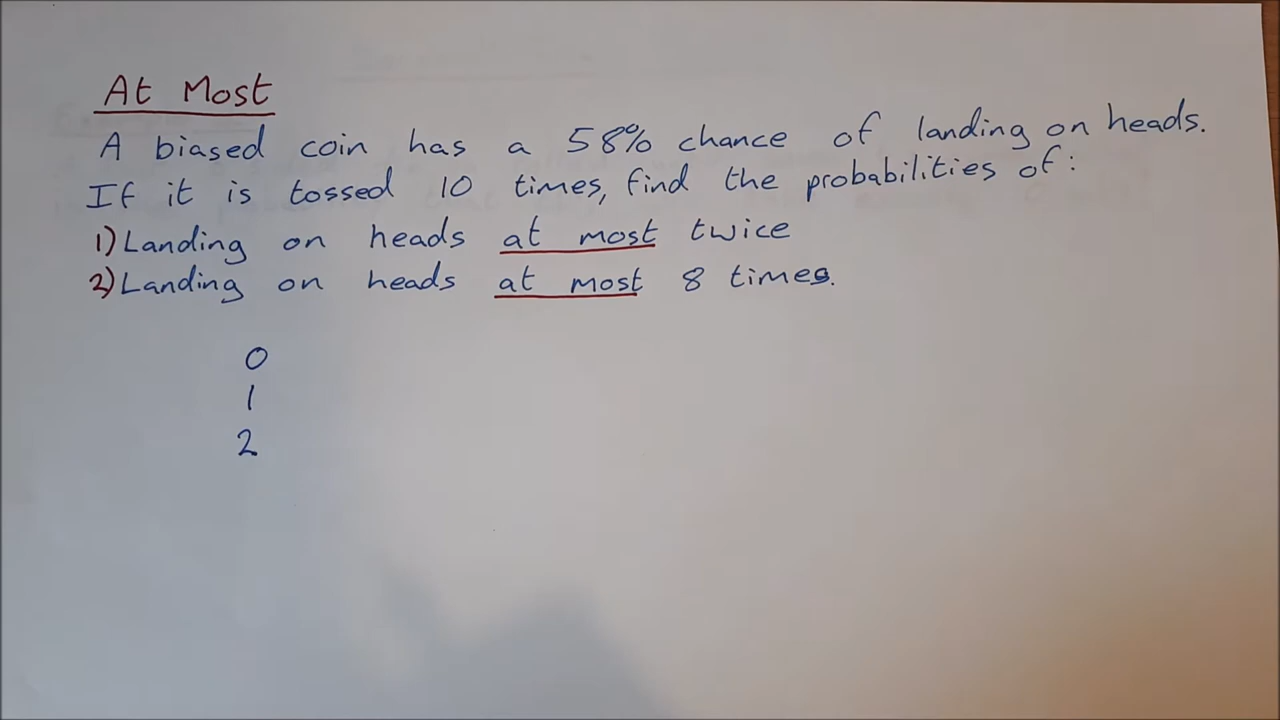 At Most
A biased coin has a 58% chance of landing on heads.
If it is tossed 10 times, find the probabilities of:
1) Landing on heads at most twice
2) Landing on heads at most 8 times.
0
1
2